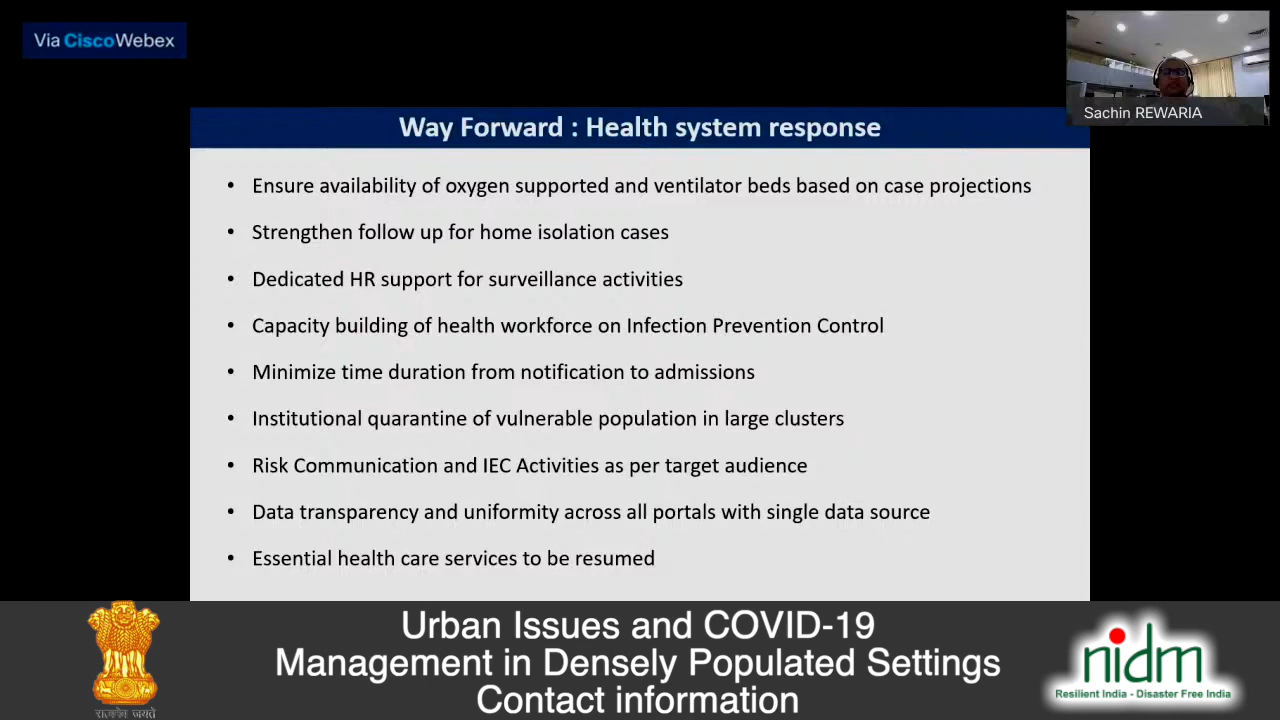 Via CiscoWebex
Sachin REWARIA
Way Forward : Health system response
• Ensure availability of oxygen supported and ventilator beds based on case projections
• Strengthen follow up for home isolation cases
• Dedicated HR support for surveillance activities
• Capacity building of health workforce on Infection Prevention Control
• Minimize time duration from notification to admissions
• Institutional quarantine of vulnerable population in large clusters
• Risk Communication and IEC Activities as per target audience
• Data transparency and uniformity across all portals with single data source
• Essential health care services to be resumed
Urban Issues and COVID-19
Management in Densely Populated Settings
Contact information
सत्यमेव जयते
nidm
Resilient India - Disaster Free India